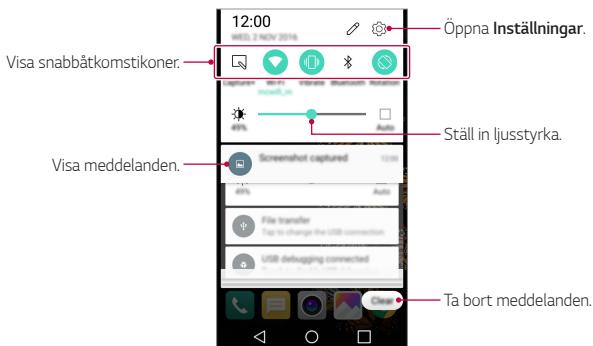 12:00
WED, 2 NOV 2016
Öppna Inställningar.
Visa snabbåtkomstikoner.
Capture+ Wi-Fi Vibrate Bluetooth Rotation
49% Auto
Ställ in ljusstyrka.
Visa meddelanden.
Screenshot captured 12:00
49% Auto
File transfer
Tap to change the USB connection
USB debugging connected
Clear
Ta bort meddelanden.